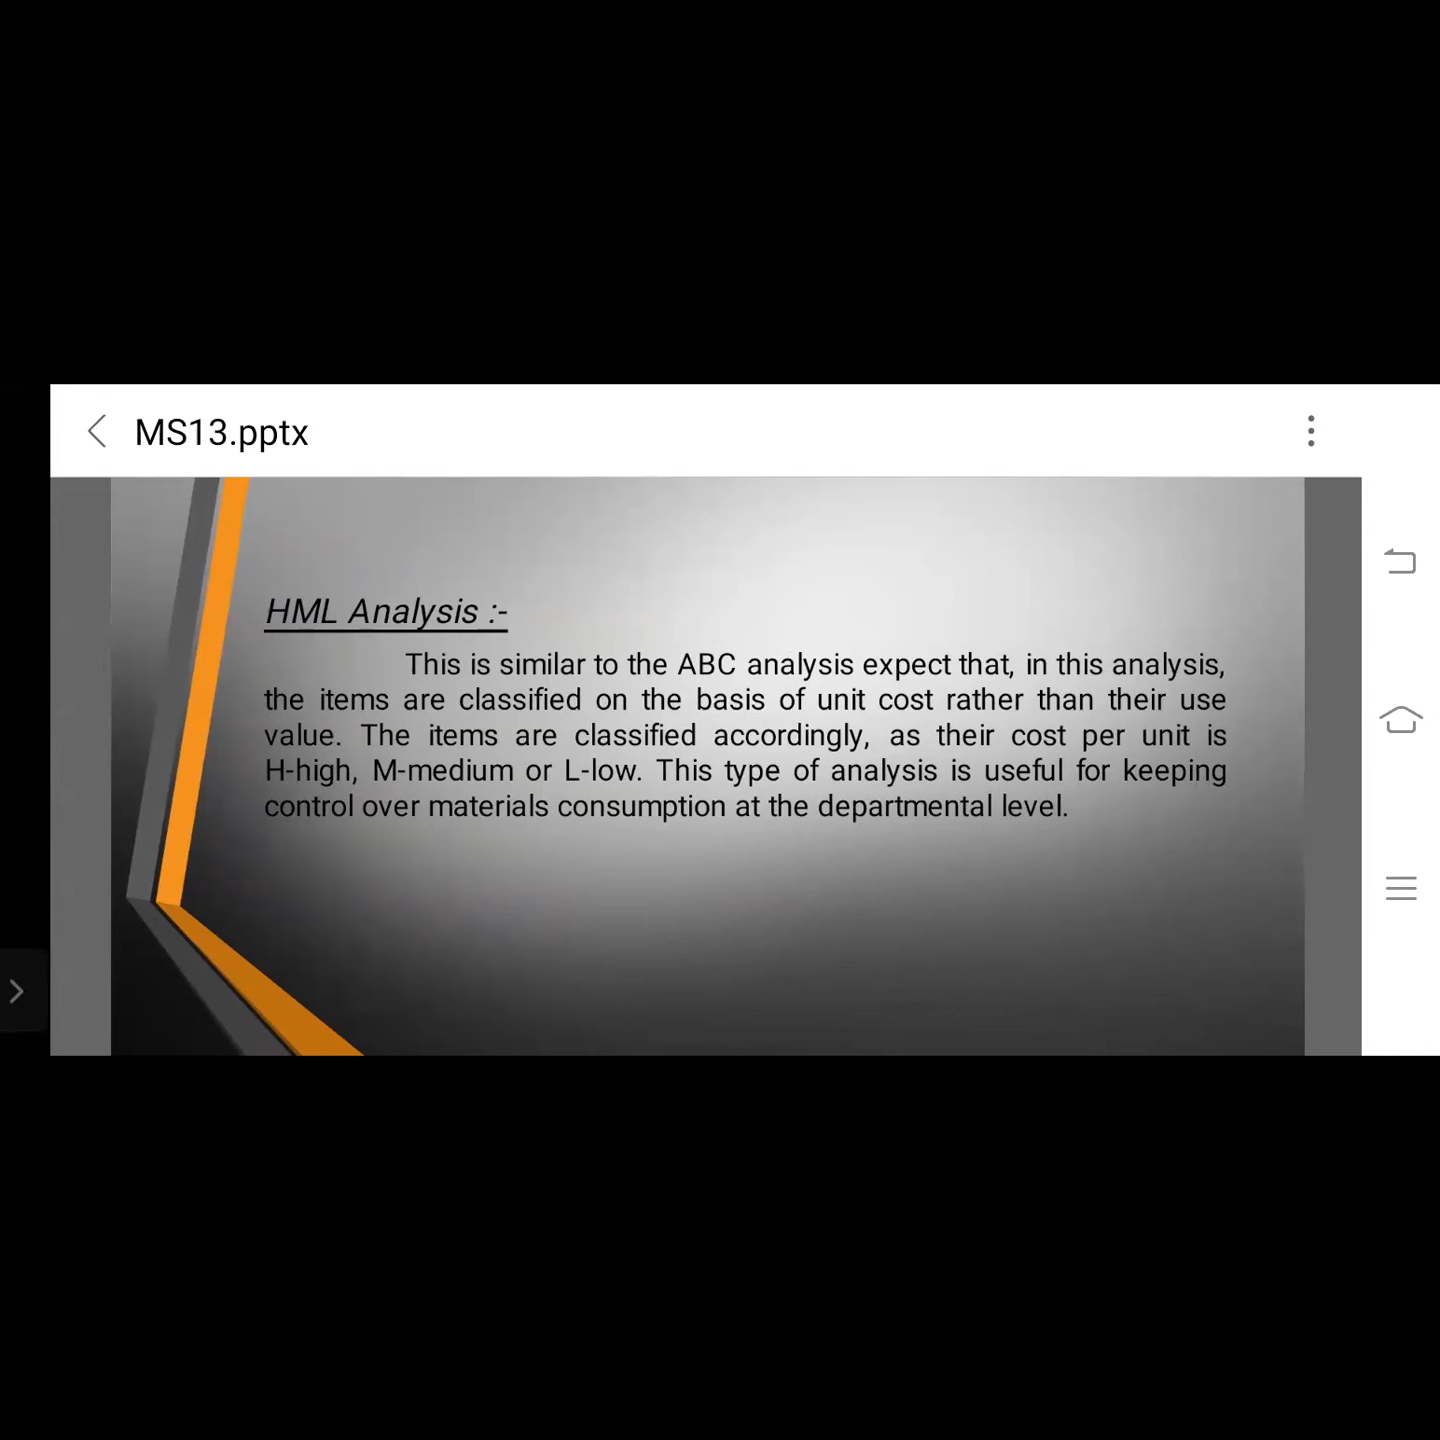 MS13.pptx
HML Analysis :-
This is similar to the ABC analysis expect that, in this analysis,
the items are classified on the basis of unit cost rather than their use
value. The items are classified accordingly, as their cost per unit is
H-high, M-medium or L-low. This type of analysis is useful for keeping
control over materials consumption at the departmental level.